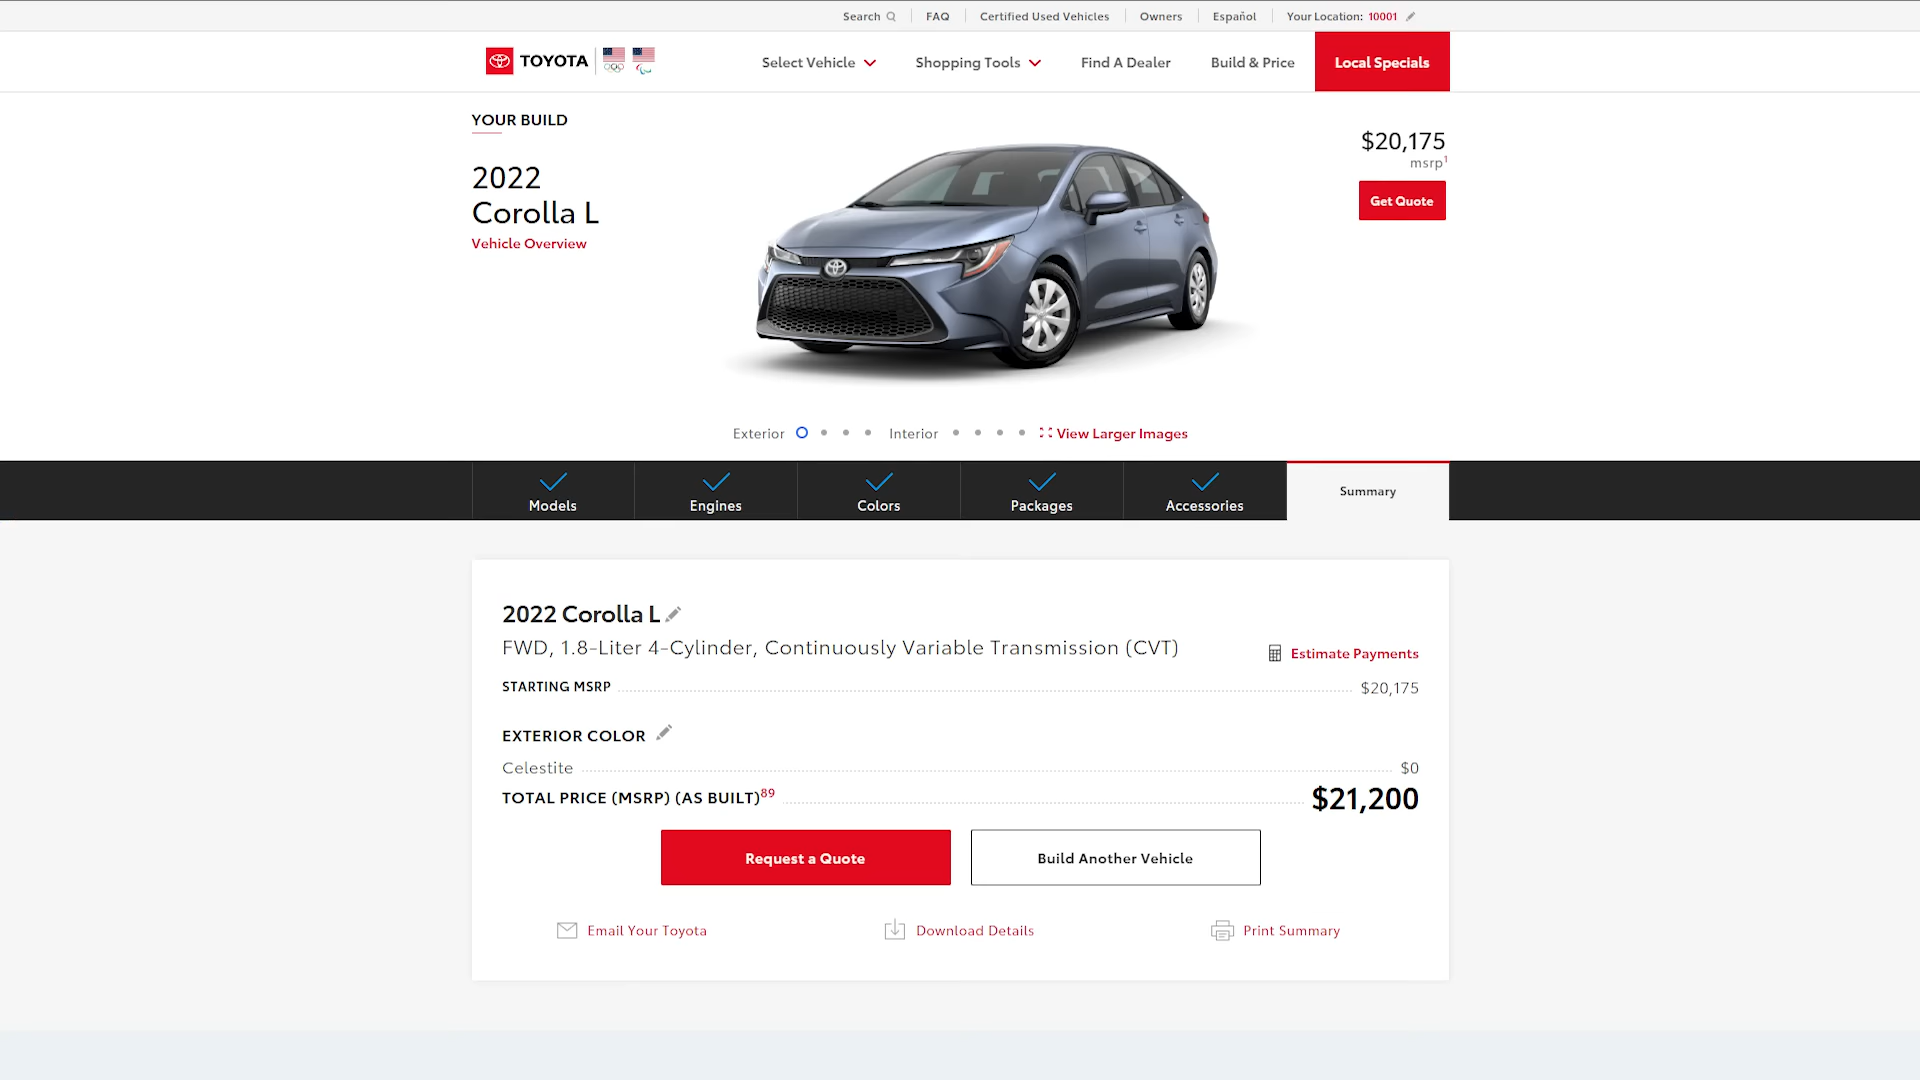 Search
FAQ
Certified Used Vehicles
Owners
Español
Your Location: 10001
TOYOTA
Select Vehicle
Shopping Tools
Find A Dealer
Build & Price
Local Specials
YOUR BUILD
2022
Corolla L
Vehicle Overview
$20,175
msrp1
Get Quote
Exterior
Interior
View Larger Images
Models
Engines
Colors
Packages
Accessories
Summary
2022 Corolla L
FWD, 1.8-Liter 4-Cylinder, Continuously Variable Transmission (CVT)
Estimate Payments
STARTING MSRP $20,175
EXTERIOR COLOR
Celestite $0
TOTAL PRICE (MSRP) (AS BUILT)89 $21,200
Request a Quote
Build Another Vehicle
Email Your Toyota
Download Details
Print Summary